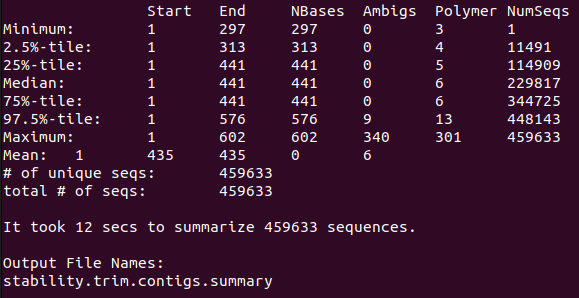 Start End NBases Ambigs Polymer NumSeqs
Minimum: 1 297 297 0 3 1
2.5%-tile: 1 313 313 0 4 11491
25%-tile: 1 441 441 0 5 114909
Median: 1 441 441 0 6 229817
75%-tile: 1 441 441 0 6 344725
97.5%-tile: 1 576 576 9 13 448143
Maximum: 1 602 602 340 301 459633
Mean: 1 435 435 0 6
# of unique seqs: 459633
total # of seqs: 459633
It took 12 secs to summarize 459633 sequences.
Output File Names:
stability.trim.contigs.summary